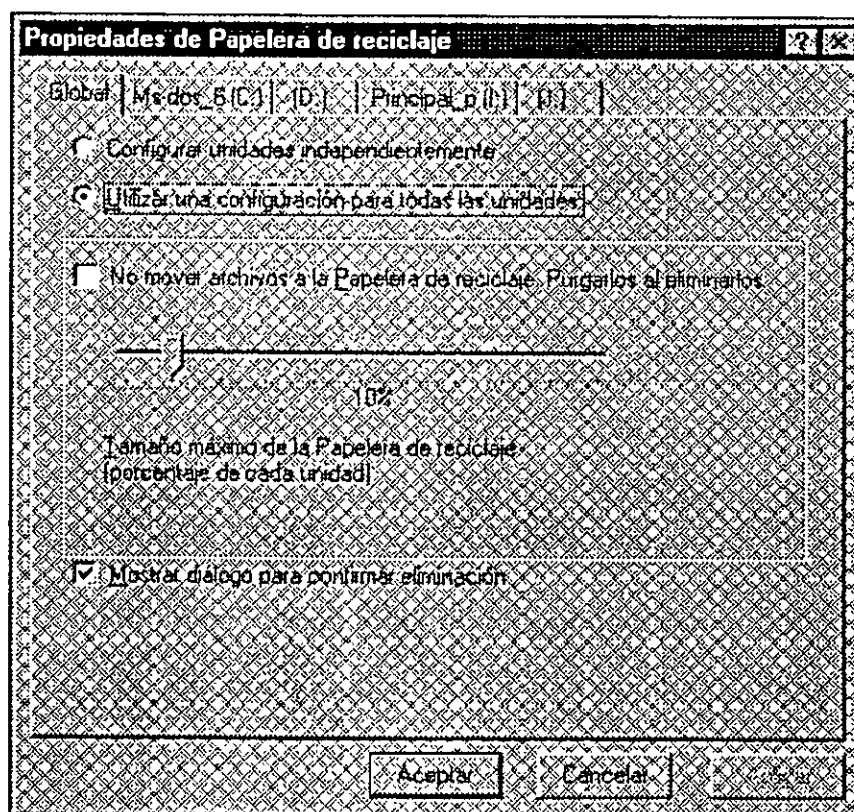 Propiedades de Papelera de reciclaje
Global Ms-dos_6 (C:) (D:) Principal_p (I:) (J:)
Configurar unidades independientemente
Utilizar una configuración para todas las unidades
No mover archivos a la Papelera de reciclaje. Purgarlos al eliminarlos
10%
Tamaño máximo de la Papelera de reciclaje
(porcentaje de cada unidad)
Mostrar diálogo para confirmar eliminación
Aceptar Cancelar